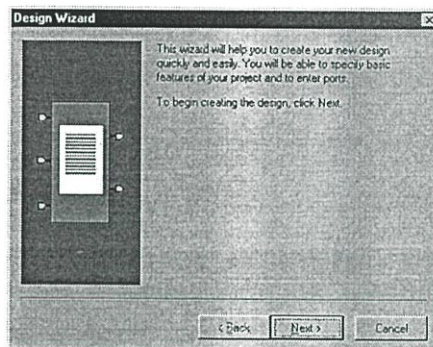 Design Wizard
This wizard will help you to create your new design
quickly and easily. You will be able to specify basic
features of your project and to enter ports.
To begin creating the design, click Next.
< Back
Next >
Cancel